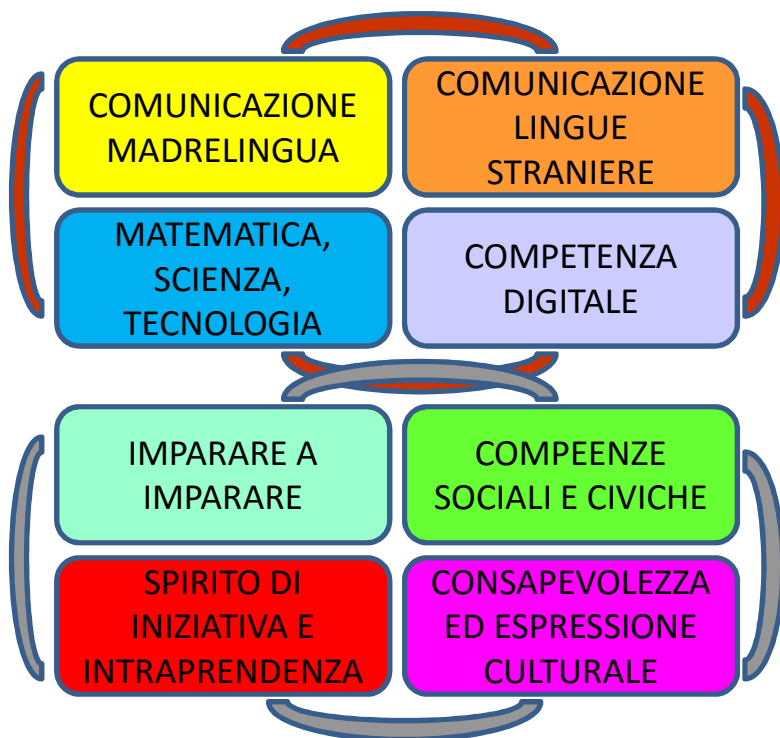 COMUNICAZIONE
MADRELINGUA
COMUNICAZIONE
LINGUE
STRANIERE
MATEMATICA,
SCIENZA,
TECNOLOGIA
COMPETENZA
DIGITALE
IMPARARE A
IMPARARE
COMPEENZE
SOCIALI E CIVICHE
SPIRITO DI
INIZIATIVA E
INTRAPRENDENZA
CONSAPEVOLEZZA
ED ESPRESSIONE
CULTURALE